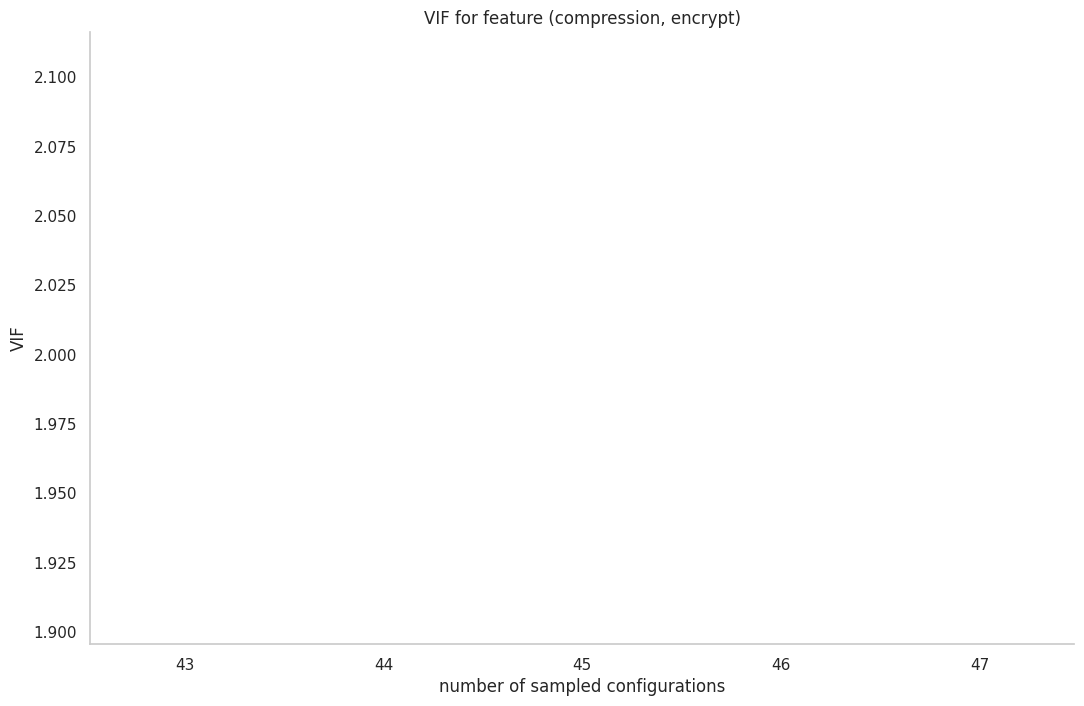 VIF for feature (compression, encrypt)
2.100
2.075
2.050
2.025
2.000
1.975
1.950
1.925
1.900
VIF
43 44 45 46 47
number of sampled configurations